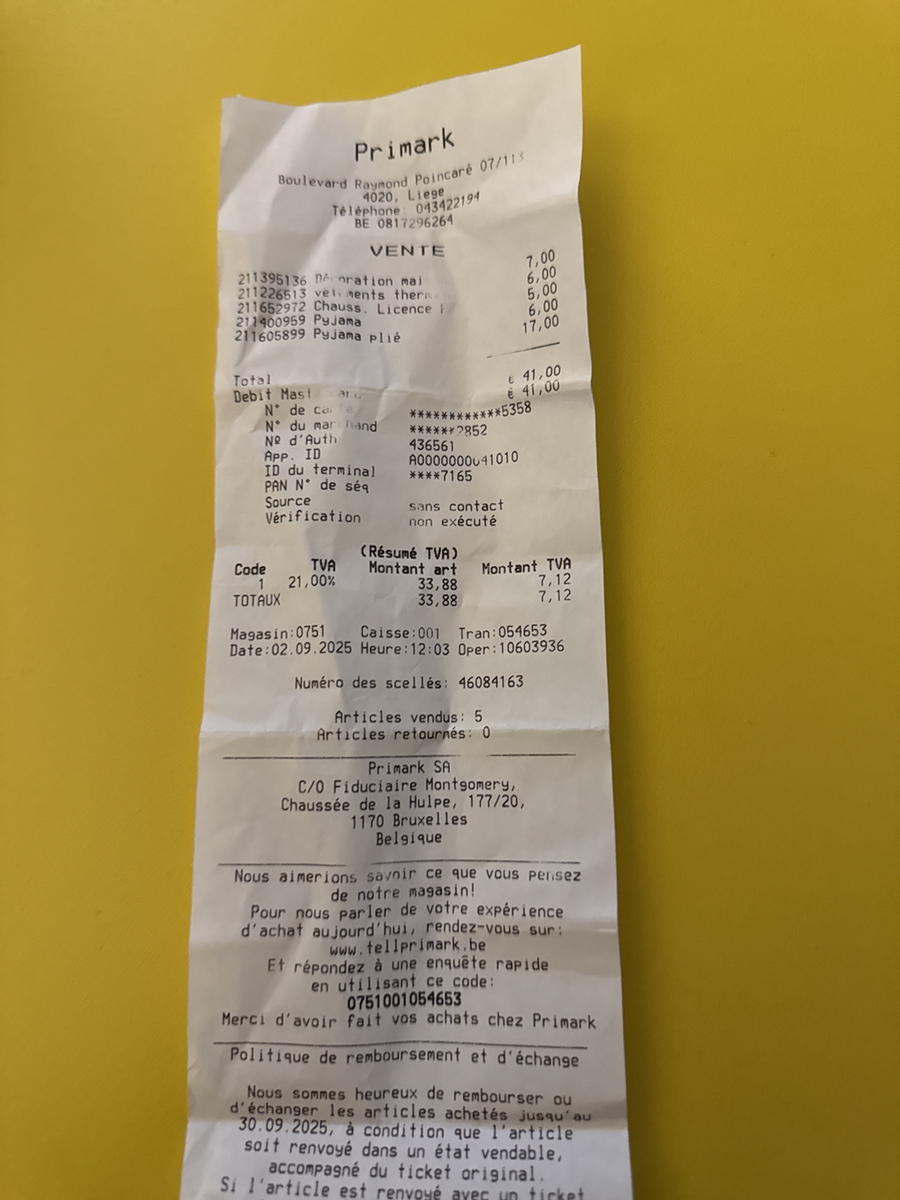 Primark
Boulevard Raymond Poincaré 07/113
4020, Liege
Téléphone 043422194
BE 0817296264
VENTE
211395136 mai 7,00
211226513 6,00
211652972 Chauss. Licence 5,00
211400959 Pyjama 6,00
211605899 Pyjama plié 17,00
Total € 41,00
Debit € 41,00
N° de ************5358
N° du ******2852
Nº d'Auth 436561
App. ID A0000000041010
ID du terminal ****7165
PAN N° de séq
Source sans contact
Vérification non exécuté
(Résumé TVA)
Code TVA Montant art Montant TVA
1 21,00% 33,88 7,12
TOTAUX 33,88 7,12
Magasin:0751 Caisse:001 Tran:054653
Date:02.09.2025 Heure:12:03 Oper:10603936
Numéro des scellés: 46084163
Articles vendus: 5
Articles retournés: 0
Primark SA
C/O Fiduciaire Montgomery,
Chaussée de la Hulpe, 177/20,
1170 Bruxelles
Belgique
Nous aimerions savoir ce que vous pensez
de notre magasin!
Pour nous parler de votre expérience
d'achat aujourd'hui, rendez-vous sur:
www.tellprimark.be
Et répondez à une enquête rapide
en utilisant ce code:
0751001054653
Merci d'avoir fait vos achats chez Primark
Politique de remboursement et d'échange
Nous sommes heureux de rembourser ou
d'échanger les articles achetés jusqu'au
30.09.2025, à condition que l'article
soit renvoyé dans un état vendable,
accompagné du ticket original.
Si l'article est renvoyé avec un ticket